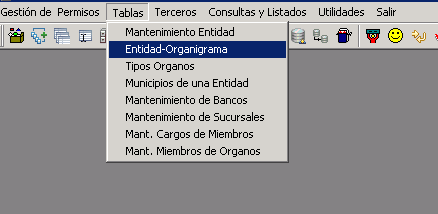 Gestión de Permisos Tablas Terceros Consultas y Listados Utilidades Salir
Mantenimiento Entidad
Entidad-Organigrama
Tipos Organos
Municipios de una Entidad
Mantenimiento de Bancos
Mantenimiento de Sucursales
Mant. Cargos de Miembros
Mant. Miembros de Organos